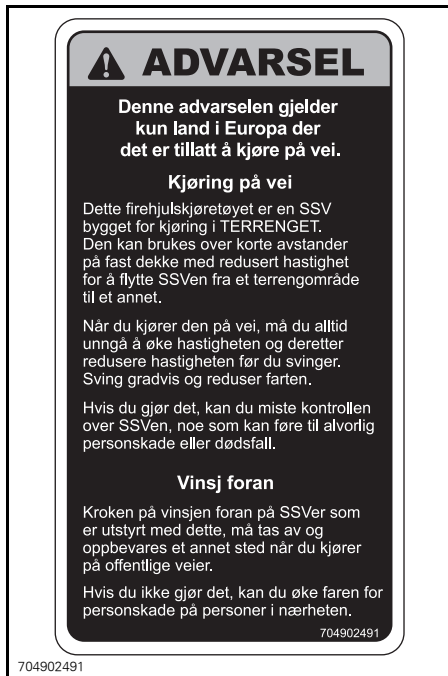 ADVARSEL
Denne advarselen gjelder
kun land i Europa der
det er tillatt å kjøre på vei.
Kjøring på vei
Dette firehjulskjøretøyet er en SSV
bygget for kjøring i TERRENGET.
Den kan brukes over korte avstander
på fast dekke med redusert hastighet
for å flytte SSVen fra et terrengområde
til et annet.
Når du kjører den på vei, må du alltid
unngå å øke hastigheten og deretter
redusere hastigheten før du svinger.
Sving gradvis og reduser farten.
Hvis du gjør det, kan du miste kontrollen
over SSVen, noe som kan føre til alvorlig
personskade eller dødsfall.
Vinsj foran
Kroken på vinsjen foran på SSVer som
er utstyrt med dette, må tas av og
oppbevares et annet sted når du kjører
på offentlige veier.
Hvis du ikke gjør det, kan du øke faren for
personskade på personer i nærheten.
704902491
704902491